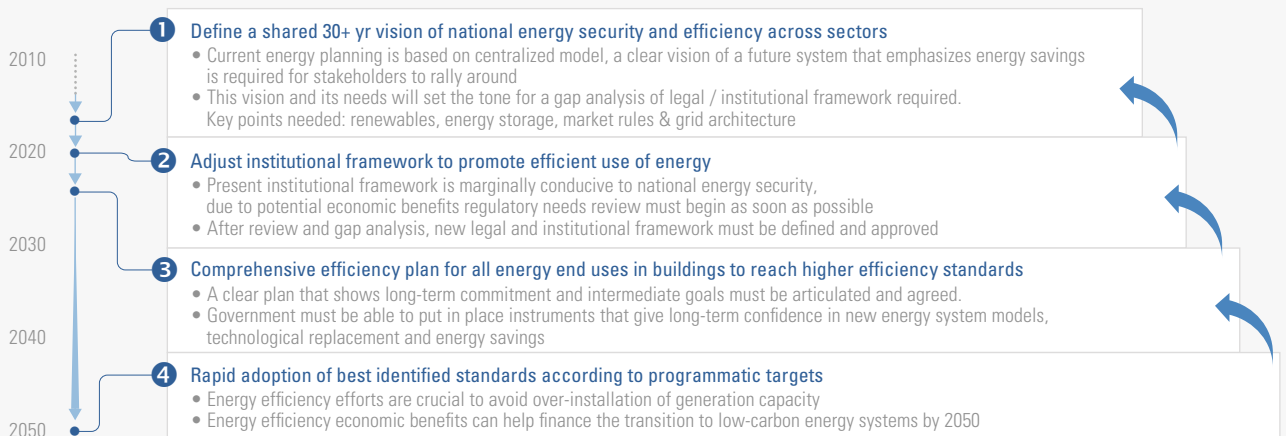 2010
2020
2030
2040
2050
1 Define a shared 30+ yr vision of national energy security and efficiency across sectors
• Current energy planning is based on centralized model, a clear vision of a future system that emphasizes energy savings
is required for stakeholders to rally around
• This vision and its needs will set the tone for a gap analysis of legal / institutional framework required.
Key points needed: renewables, energy storage, market rules & grid architecture
2 Adjust institutional framework to promote efficient use of energy
• Present institutional framework is marginally conducive to national energy security,
due to potential economic benefits regulatory needs review must begin as soon as possible
• After review and gap analysis, new legal and institutional framework must be defined and approved
3 Comprehensive efficiency plan for all energy end uses in buildings to reach higher efficiency standards
• A clear plan that shows long-term commitment and intermediate goals must be articulated and agreed.
• Government must be able to put in place instruments that give long-term confidence in new energy system models,
technological replacement and energy savings
4 Rapid adoption of best identified standards according to programmatic targets
• Energy efficiency efforts are crucial to avoid over-installation of generation capacity
• Energy efficiency economic benefits can help finance the transition to low-carbon energy systems by 2050